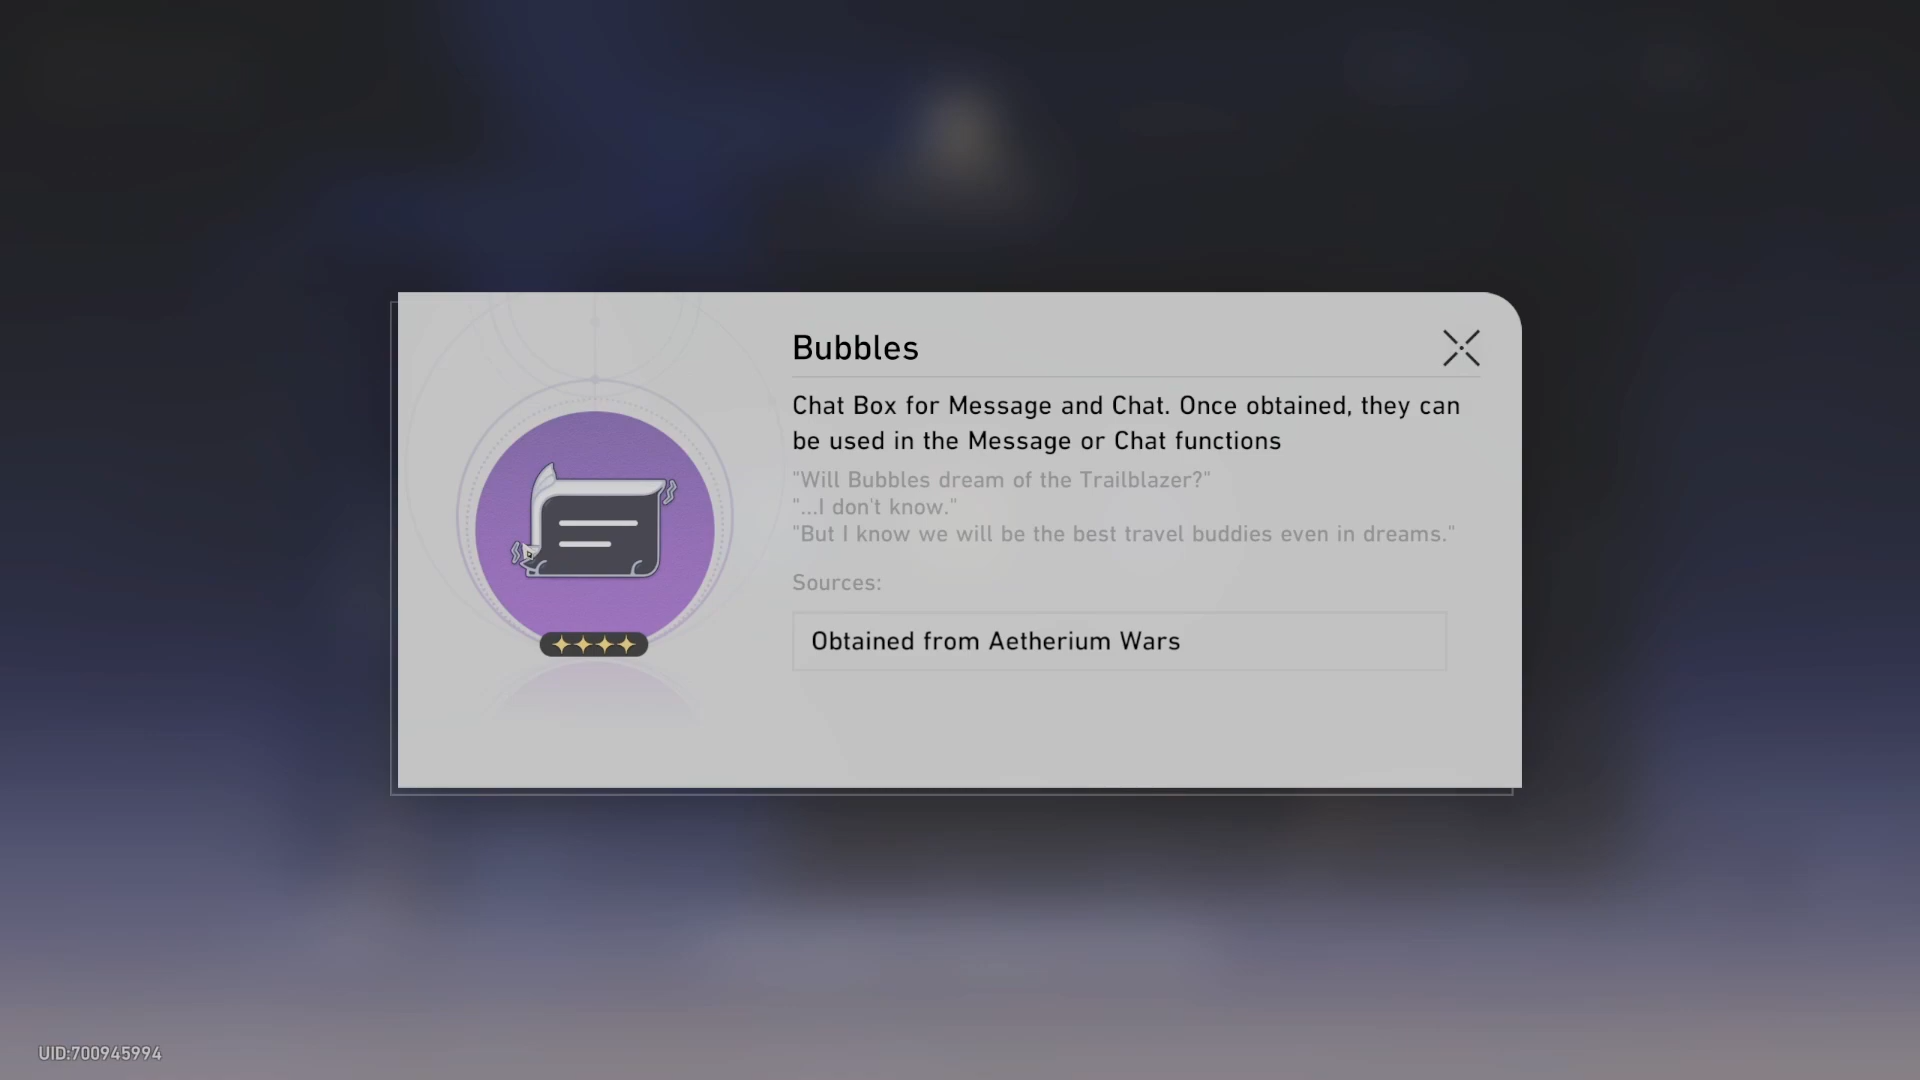 Bubbles
Chat Box for Message and Chat. Once obtained, they can
be used in the Message or Chat functions
"Will Bubbles dream of the Trailblazer?"
"...I don't know."
"But I know we will be the best travel buddies even in dreams."
Sources:
Obtained from Aetherium Wars
UID:700945994